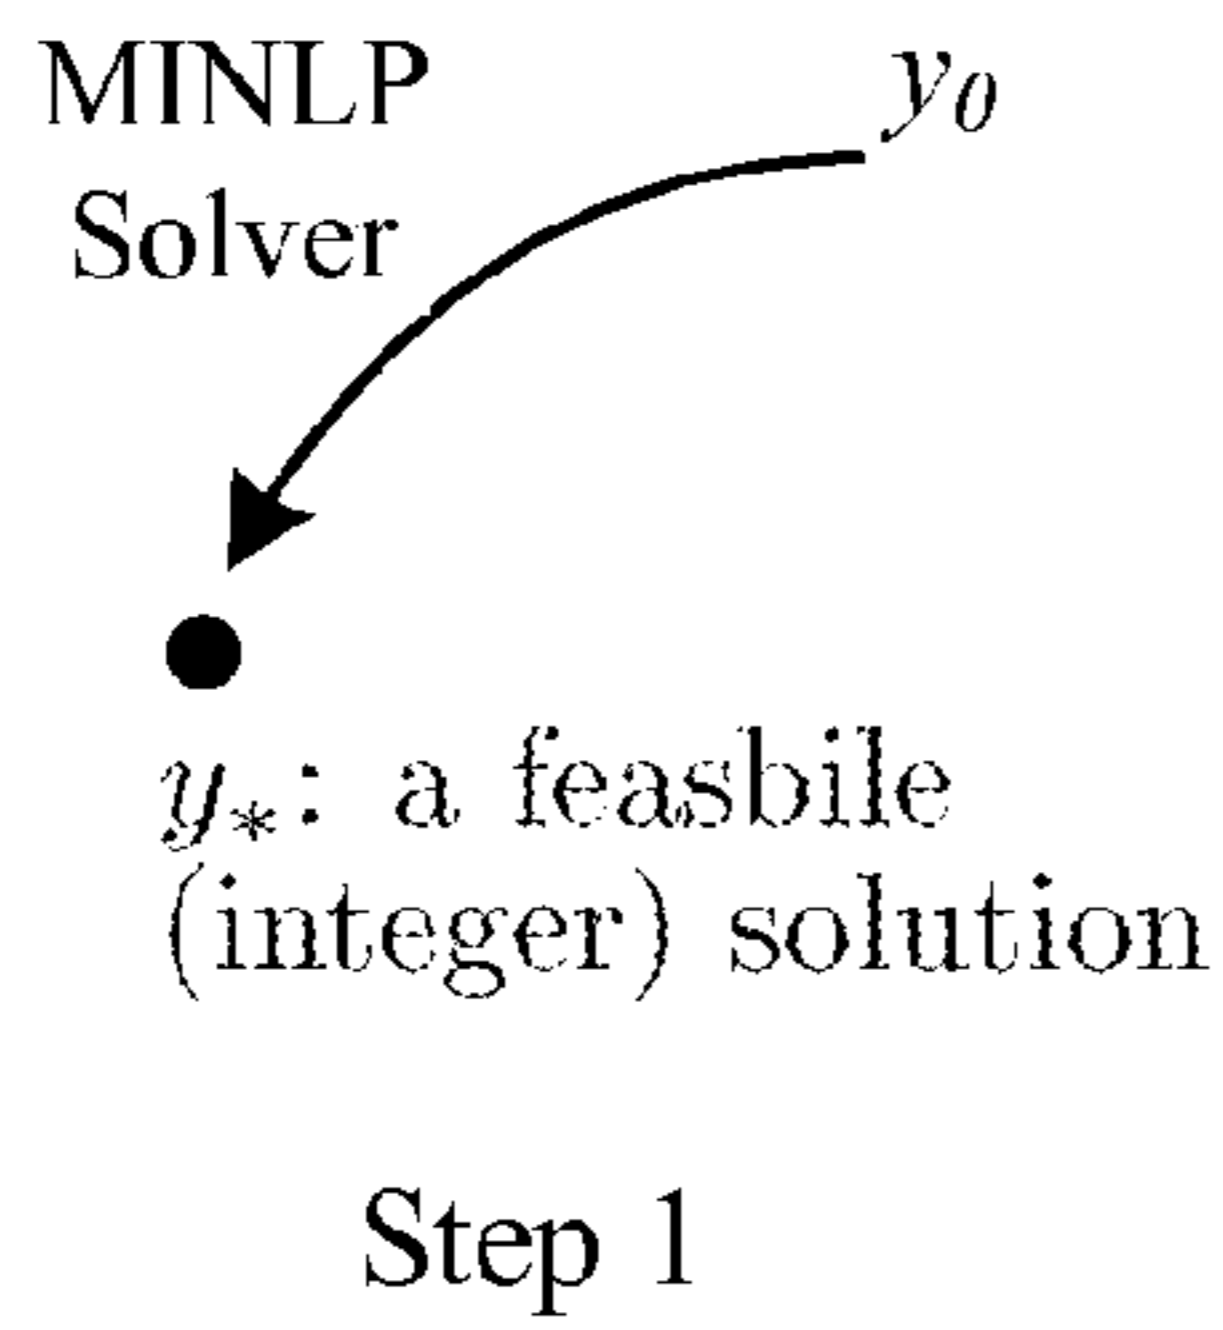 MINLP
Solver
y₀
y*: a feasbile
(integer) solution
Step 1